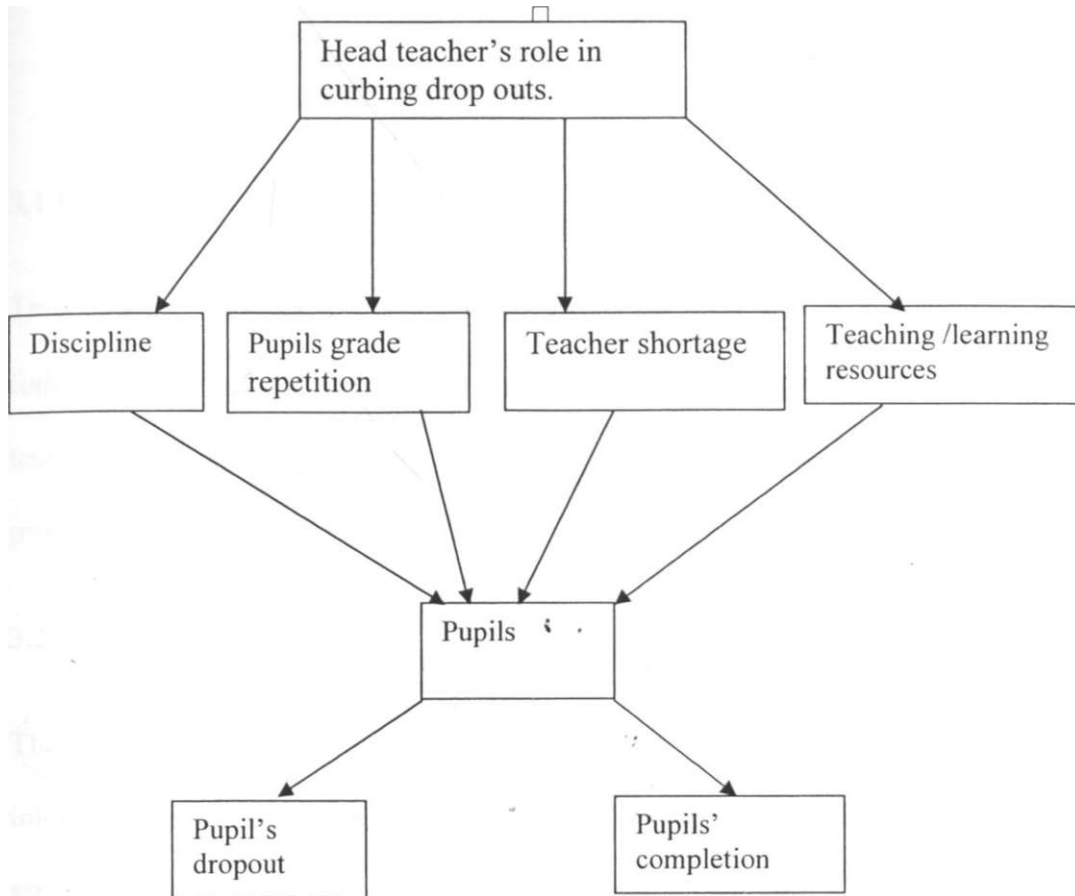 Head teacher's role in
curbing drop outs.
Discipline
Pupils grade
repetition
Teacher shortage
Teaching /learning
resources
Pupils
Pupil's
dropout
Pupils'
completion